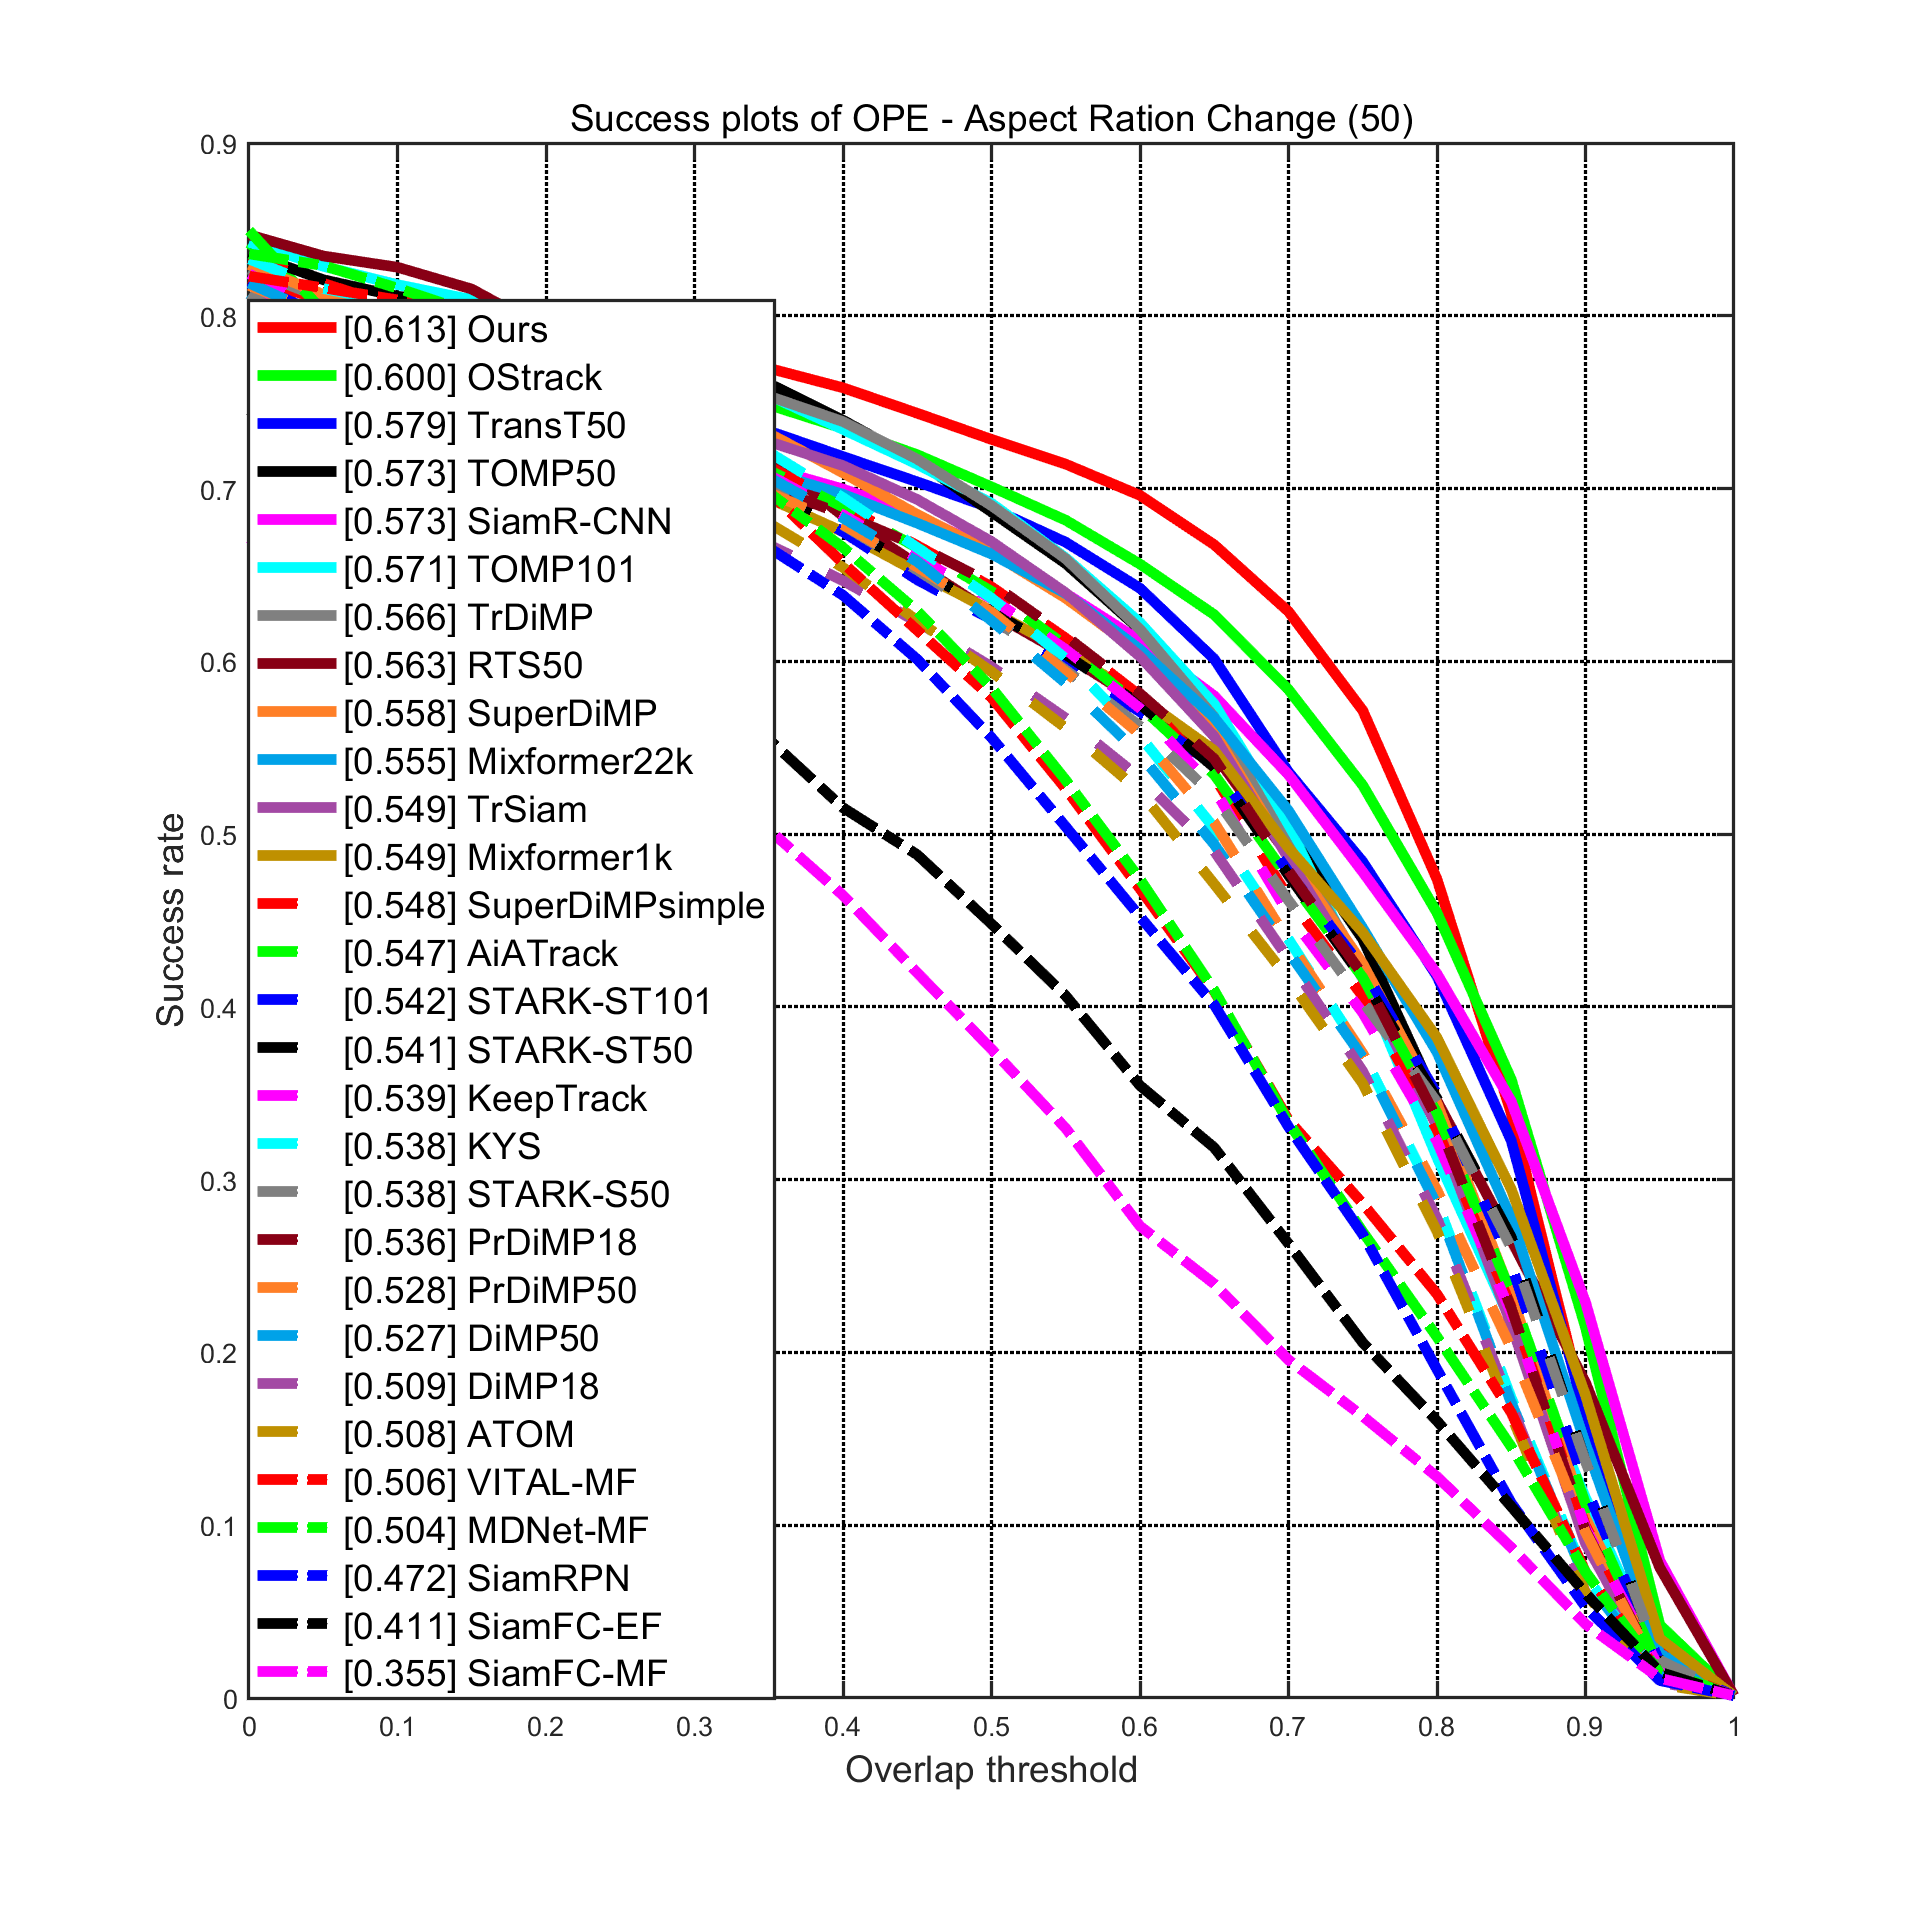 Success plots of OPE - Aspect Ration Change (50)
0.9
0.8
0.7
0.6
0.5
0.4
0.3
0.2
0.1
0
Success rate
[0.613] Ours
[0.600] OStrack
[0.579] TransT50
[0.573] TOMP50
[0.573] SiamR-CNN
[0.571] TOMP101
[0.566] TrDiMP
[0.563] RTS50
[0.558] SuperDiMP
[0.555] Mixformer22k
[0.549] TrSiam
[0.549] Mixformer1k
[0.548] SuperDiMPsimple
[0.547] AiATrack
[0.542] STARK-ST101
[0.541] STARK-ST50
[0.539] KeepTrack
[0.538] KYS
[0.538] STARK-S50
[0.536] PrDiMP18
[0.528] PrDiMP50
[0.527] DiMP50
[0.509] DiMP18
[0.508] ATOM
[0.506] VITAL-MF
[0.504] MDNet-MF
[0.472] SiamRPN
[0.411] SiamFC-EF
[0.355] SiamFC-MF
0 0.1 0.2 0.3 0.4 0.5 0.6 0.7 0.8 0.9 1
Overlap threshold